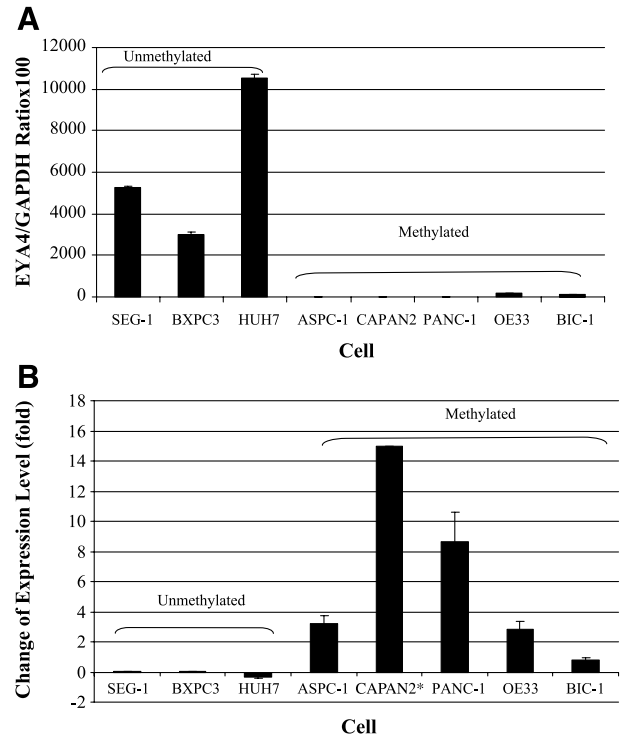 A
12000
10000
8000
6000
4000
2000
0
EYA4/GAPDH Ratiox100
Unmethylated
Methylated
SEG-1 BXPC3 HUH7 ASPC-1 CAPAN2 PANC-1 OE33 BIC-1
Cell
B
18
16
14
12
10
8
6
4
2
0
-2
Change of Expression Level (fold)
Methylated
Unmethylated
SEG-1 BXPC3 HUH7 ASPC-1 CAPAN2* PANC-1 OE33 BIC-1
Cell